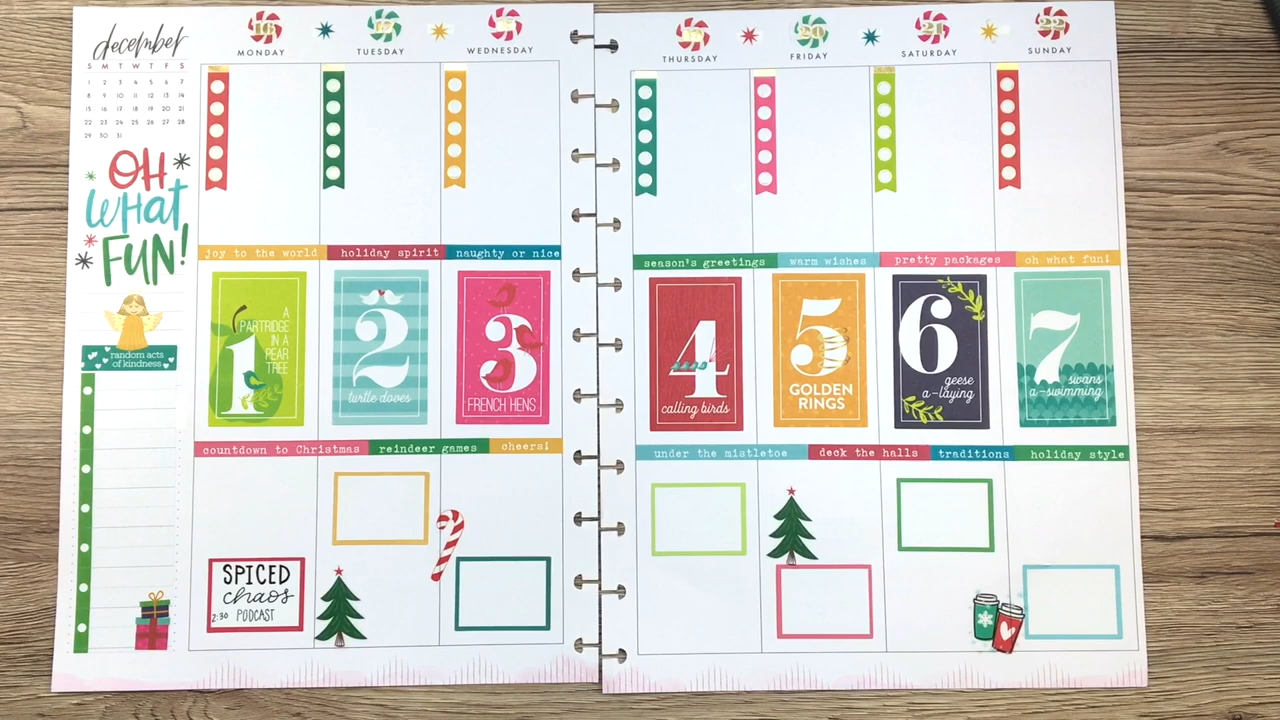 december
S M T W T F S
1 2 3 4 5 6 7
8 9 10 11 12 13 14
15 16 17 18 19 20 21
22 23 24 25 26 27 28
29 30 31
OH
WHAT
FUN!
random acts
of kindness
16
MONDAY
TUESDAY
WEDNESDAY
THURSDAY
20
FRIDAY
21
SATURDAY
22
SUNDAY
joy to the world
holiday spirit
naughty or nice
season's greetings
warm wishes
pretty packages
oh what fun!
1
A
PARTRIDGE
IN A
PEAR
TREE
2
turtle doves
3
FRENCH HENS
4
calling birds
5
GOLDEN
RINGS
6
geese
a-laying
7
swans
a-swimming
countdown to Christmas
reindeer games
cheers!
under the mistletoe
deck the halls
traditions
holiday style
SPICED
chaos
2:30 PODCAST